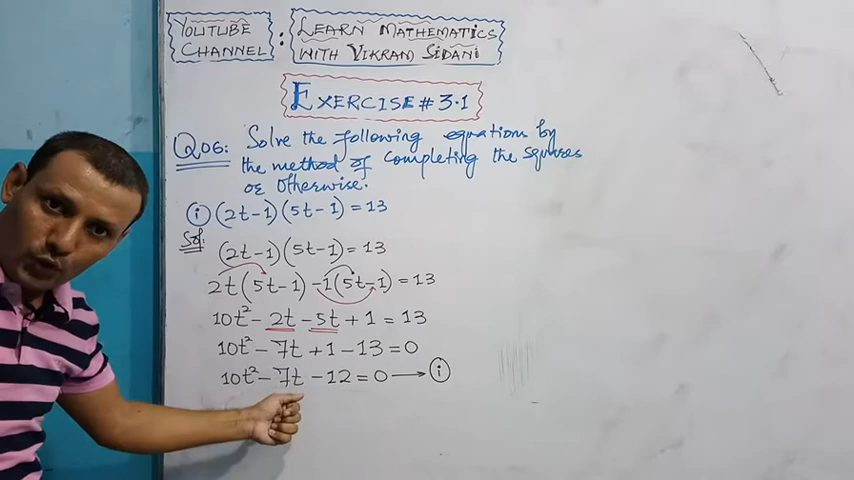 YOUTUBE CHANNEL : LEARN MATHEMATICS WITH VIKRAM SIDANI
EXERCISE # 3.1
Q06: Solve the following equations by
the method of completing the squares
or otherwise.
(i) (2t-1)(5t-1) = 13
Sol: (2t-1)(5t-1) = 13
2t(5t-1) -1(5t-1) = 13
10t² - 2t - 5t + 1 = 13
10t² - 7t + 1 - 13 = 0
10t² - 7t - 12 = 0 → (i)